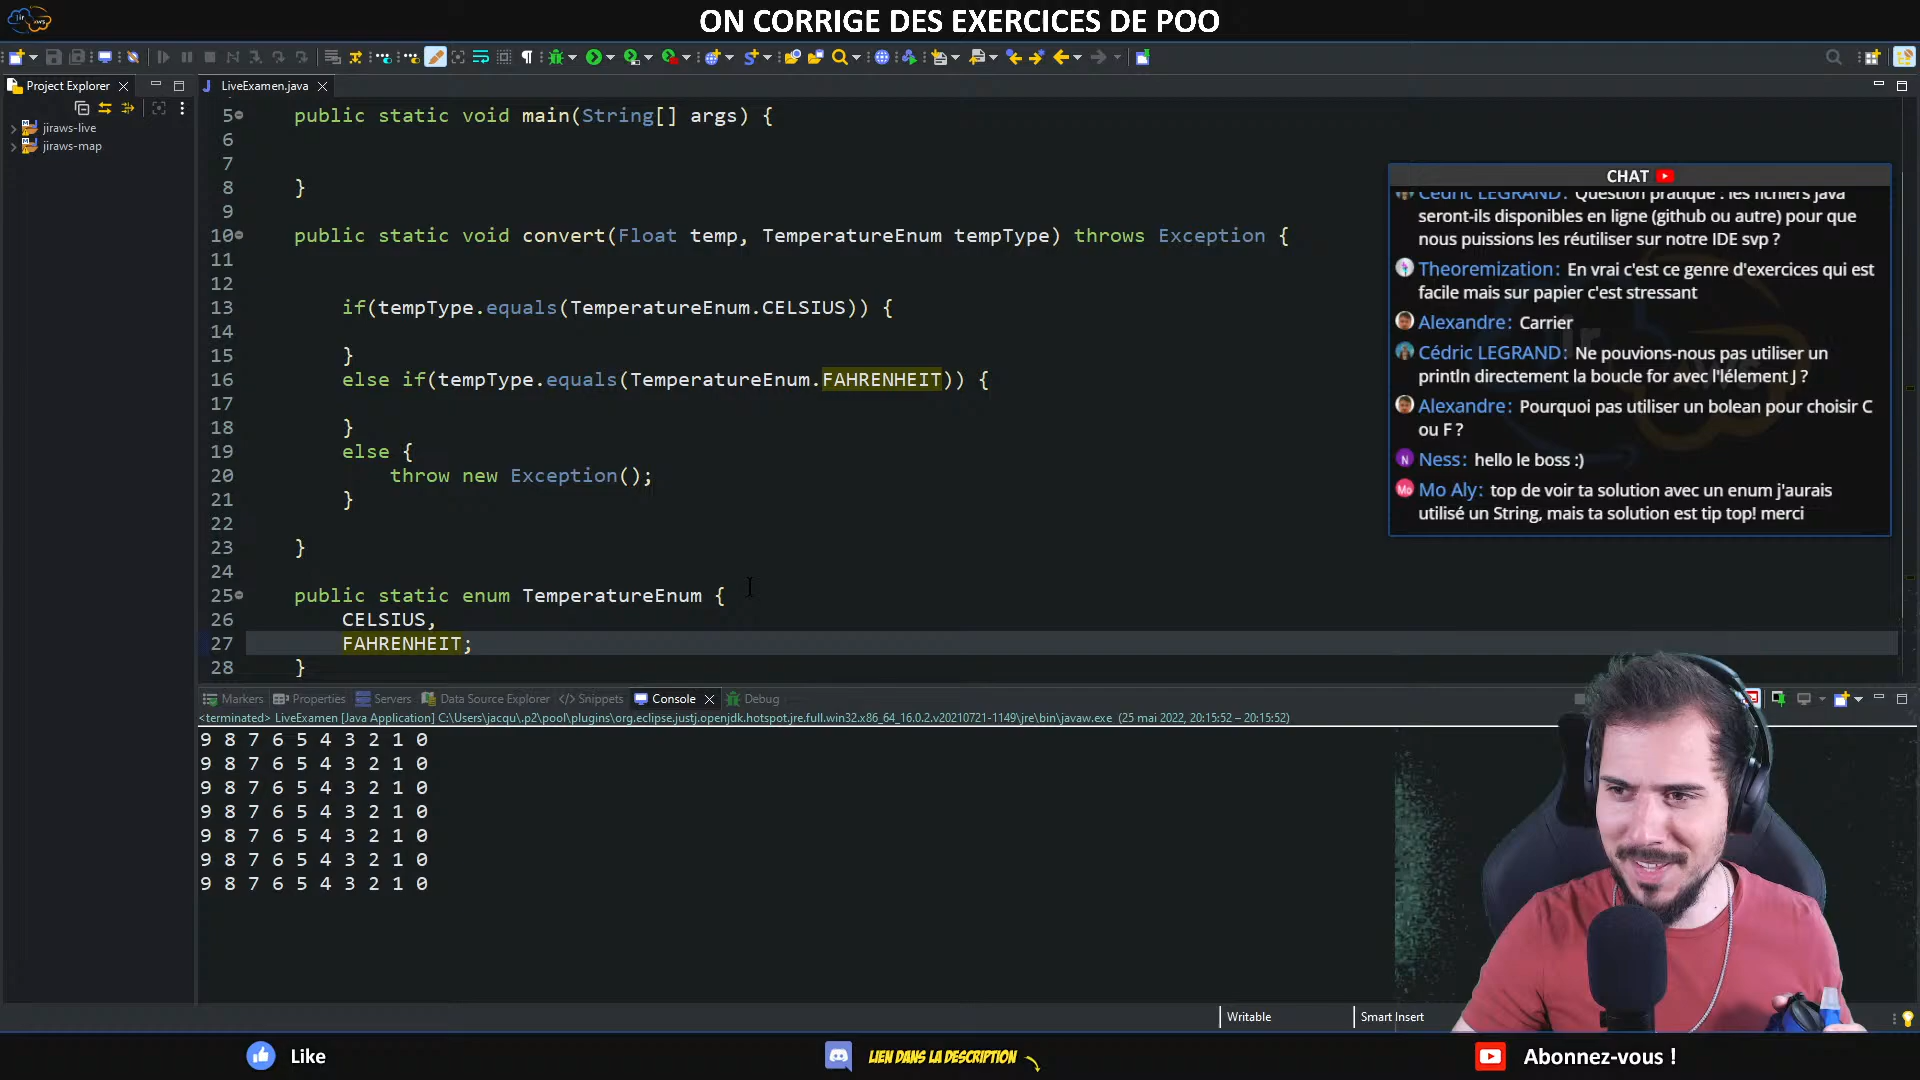 ON CORRIGE DES EXERCICES DE POO
Project Explorer
LiveExamen.java
jiraws-live
jiraws-map
5 public static void main(String[] args) {
6
7
8 }
9
10 public static void convert(Float temp, TemperatureEnum tempType) throws Exception {
11
12
13 if(tempType.equals(TemperatureEnum.CELSIUS)) {
14
15 }
16 else if(tempType.equals(TemperatureEnum.FAHRENHEIT)) {
17
18 }
19 else {
20 throw new Exception();
21 }
22
23 }
24
25 public static enum TemperatureEnum {
26 CELSIUS,
27 FAHRENHEIT;
28 }
CHAT
Cédric LEGRAND: Question pratique : les fichiers java
seront-ils disponibles en ligne (github ou autre) pour que
nous puissions les réutiliser sur notre IDE svp ?
Theoremization: En vrai c'est ce genre d'exercices qui est
facile mais sur papier c'est stressant
Alexandre: Carrier
Cédric LEGRAND: Ne pouvions-nous pas utiliser un
println directement la boucle for avec l'lélement J ?
Alexandre: Pourquoi pas utiliser un bolean pour choisir C
ou F ?
Ness: hello le boss :)
Mo Aly: top de voir ta solution avec un enum j'aurais
utilisé un String, mais ta solution est tip top! merci
Markers Properties Servers Data Source Explorer Snippets Console Debug
<terminated> LiveExamen [Java Application] C:\Users\jacqu\.p2\pool\plugins\org.eclipse.justj.openjdk.hotspot.jre.full.win32.x86_64_16.0.2.v20210721-1149\jre\bin\javaw.exe (25 mai 2022, 20:15:52 – 20:15:52)
9 8 7 6 5 4 3 2 1 0
9 8 7 6 5 4 3 2 1 0
9 8 7 6 5 4 3 2 1 0
9 8 7 6 5 4 3 2 1 0
9 8 7 6 5 4 3 2 1 0
9 8 7 6 5 4 3 2 1 0
9 8 7 6 5 4 3 2 1 0
Writable Smart Insert
Like
LIEN DANS LA DESCRIPTION
Abonnez-vous !